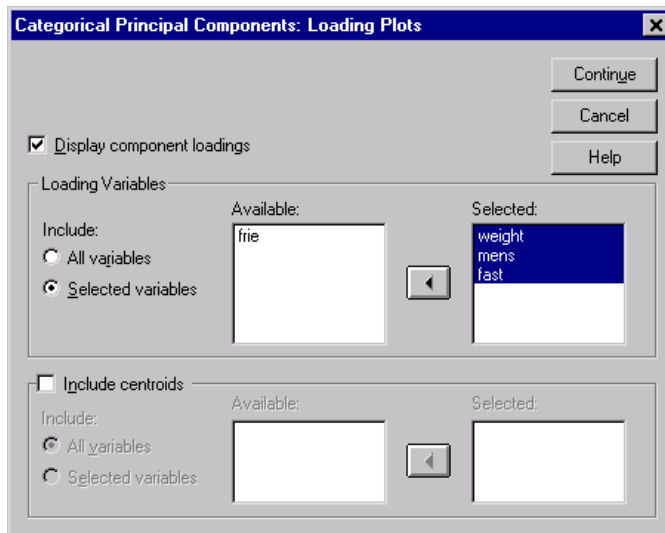 Categorical Principal Components: Loading Plots
Continue
Cancel
Help
Display component loadings
Loading Variables
Include:
All variables
Selected variables
Available:
frie
Selected:
weight
mens
fast
Include centroids
Include:
All variables
Selected variables
Available:
Selected: